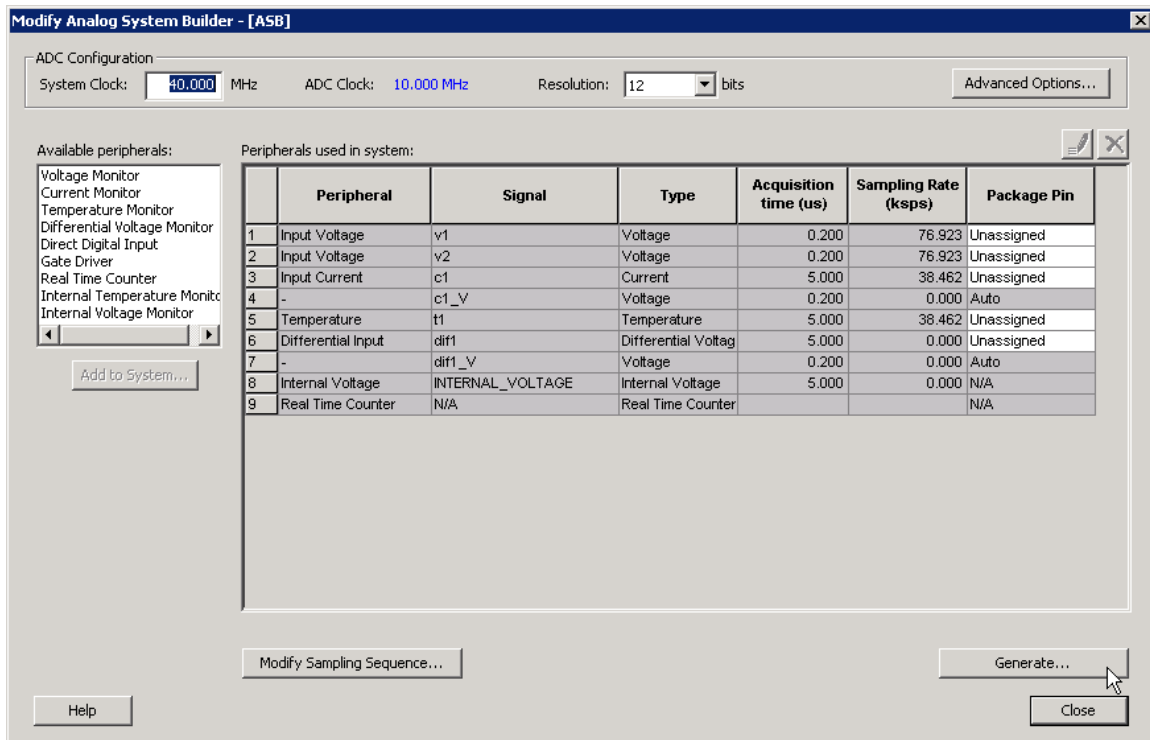 Modify Analog System Builder - [ASB]
ADC Configuration
System Clock: 40.000 MHz ADC Clock: 10.000 MHz Resolution: 12 bits Advanced Options...
Available peripherals:
Voltage Monitor
Current Monitor
Temperature Monitor
Differential Voltage Monitor
Direct Digital Input
Gate Driver
Real Time Counter
Internal Temperature Monito
Internal Voltage Monitor
Add to System...
Peripherals used in system:
Peripheral Signal Type Acquisition time (us) Sampling Rate (ksps) Package Pin
1 Input Voltage v1 Voltage 0.200 76.923 Unassigned
2 Input Voltage v2 Voltage 0.200 76.923 Unassigned
3 Input Current c1 Current 5.000 38.462 Unassigned
4 - c1_V Voltage 0.200 0.000 Auto
5 Temperature t1 Temperature 5.000 38.462 Unassigned
6 Differential Input dif1 Differential Voltag 5.000 0.000 Unassigned
7 - dif1_V Voltage 0.200 0.000 Auto
8 Internal Voltage INTERNAL_VOLTAGE Internal Voltage 5.000 0.000 N/A
9 Real Time Counter N/A Real Time Counter N/A
Modify Sampling Sequence... Generate...
Help Close